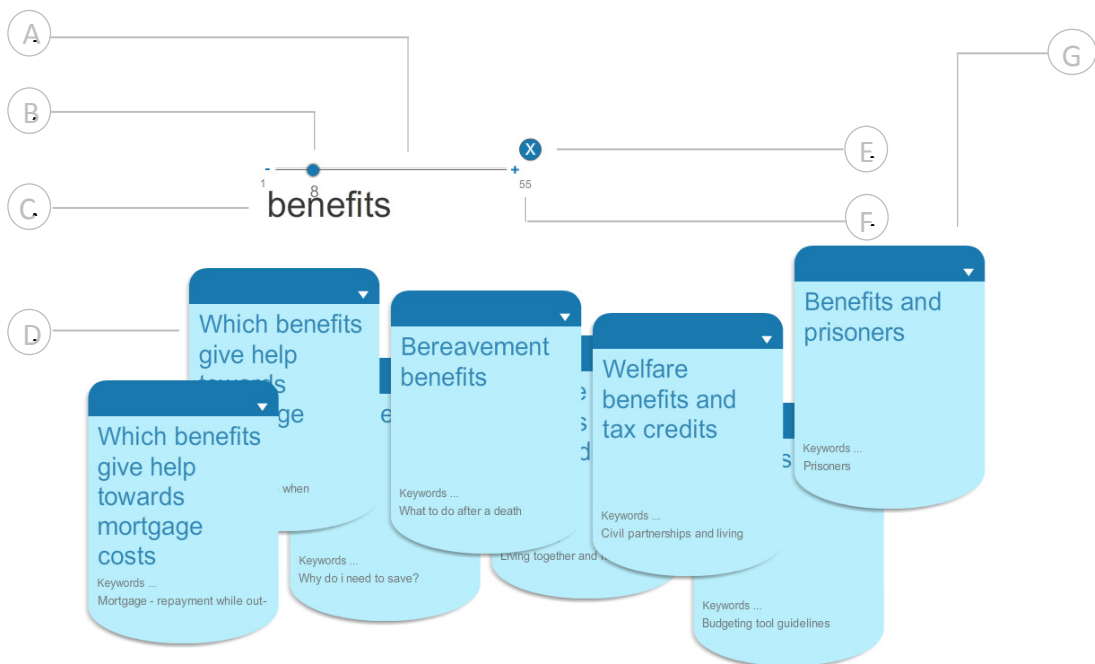 A
G
B
X
E
- +
1 8 55
C
benefits
F
D
Which benefits
give help
towards
ge
when
Bereavement
benefits
Keywords ...
What to do after a death
Welfare
benefits and
tax credits
Keywords ...
Civil partnerships and living
Benefits and
prisoners
Keywords ...
Prisoners
Which benefits
give help
towards
mortgage
costs
Keywords ...
Mortgage - repayment while out-
e
Keywords ...
Why do i need to save?
e
s
d
Living together and
s
Keywords ...
Budgeting tool guidelines